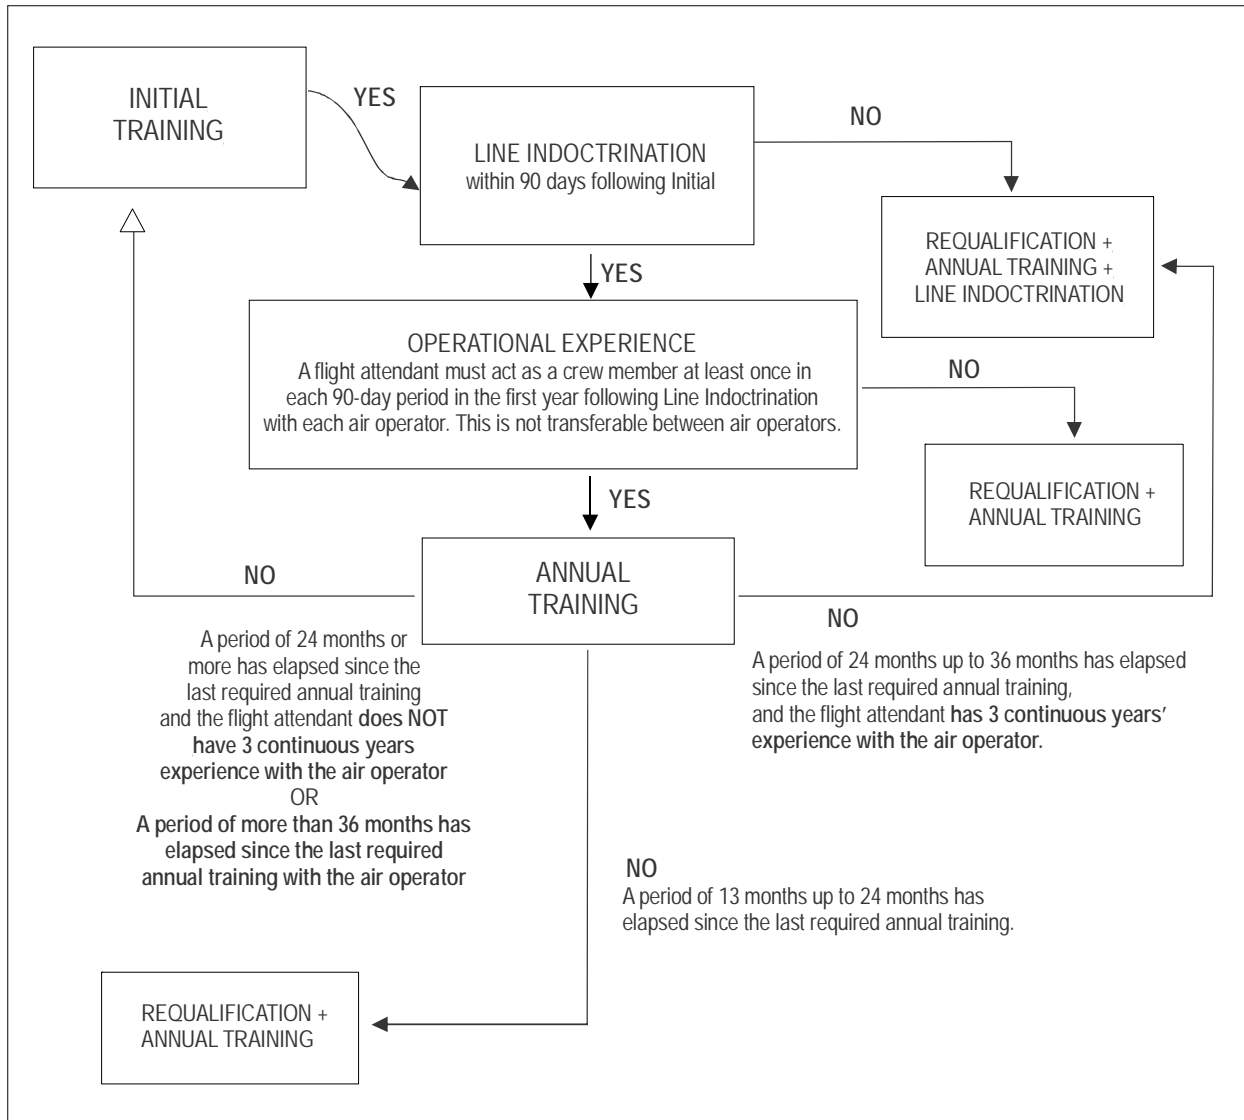 INITIAL
TRAINING
YES
LINE INDOCTRINATION
within 90 days following Initial
NO
REQUALIFICATION +
ANNUAL TRAINING +
LINE INDOCTRINATION
YES
OPERATIONAL EXPERIENCE
A flight attendant must act as a crew member at least once in
each 90-day period in the first year following Line Indoctrination
with each air operator. This is not transferable between air operators.
NO
REQUALIFICATION +
ANNUAL TRAINING
YES
ANNUAL
TRAINING
NO
A period of 24 months or
more has elapsed since the
last required annual training
and the flight attendant does NOT
have 3 continuous years
experience with the air operator
OR
A period of more than 36 months has
elapsed since the last required
annual training with the air operator
NO
A period of 24 months up to 36 months has elapsed
since the last required annual training,
and the flight attendant has 3 continuous years’
experience with the air operator.
NO
A period of 13 months up to 24 months has
elapsed since the last required annual training.
REQUALIFICATION +
ANNUAL TRAINING